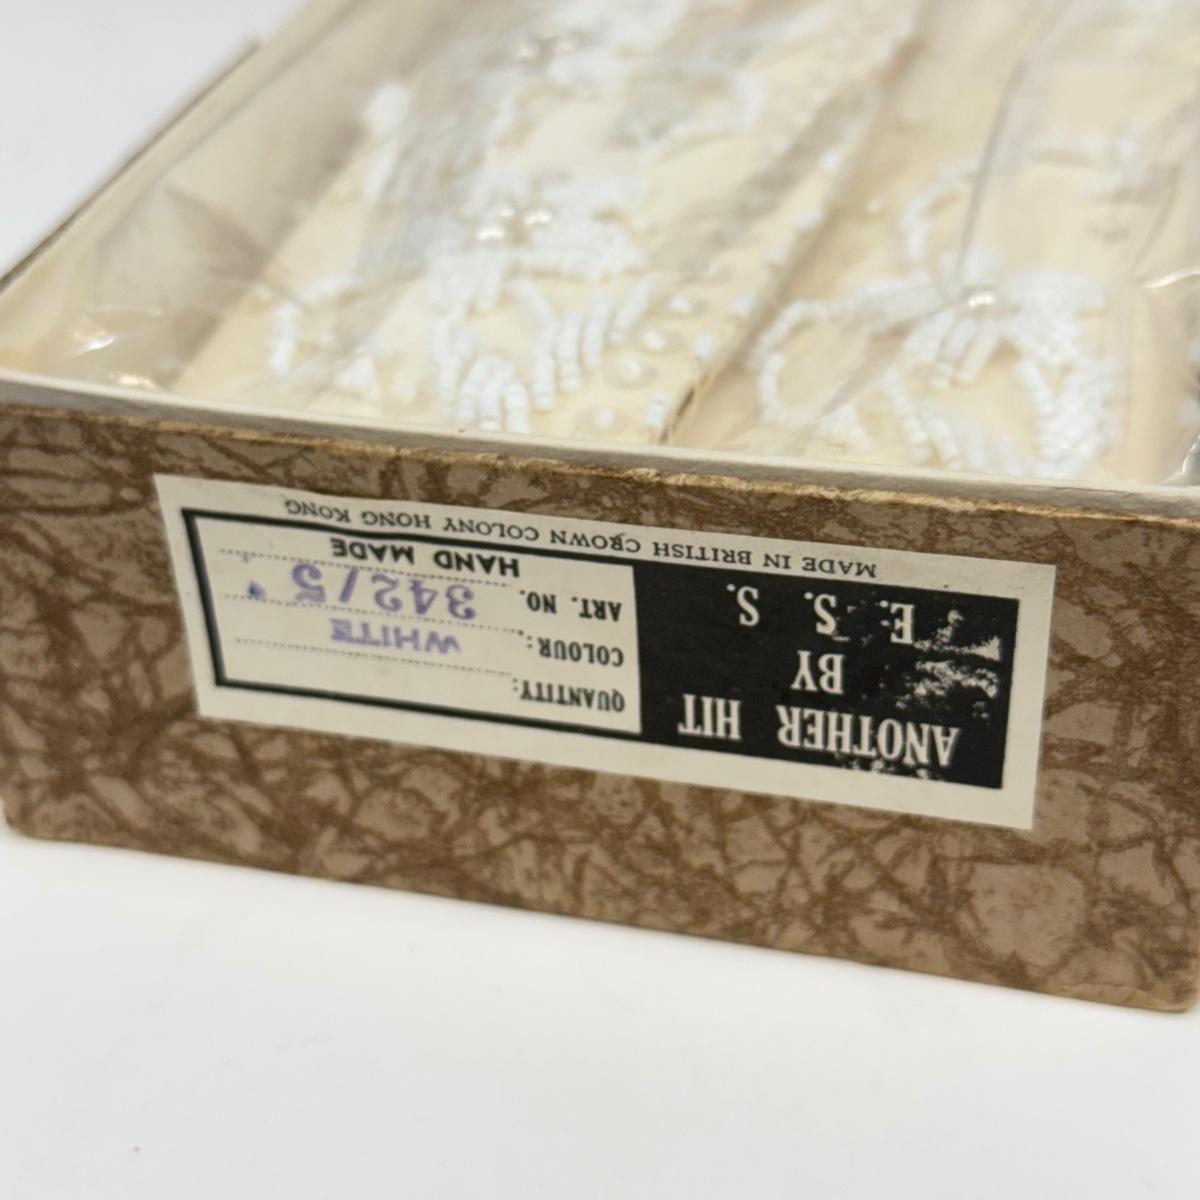 ANOTHER HIT
BY
E. S. S.
QUANTITY:
COLOUR: WHITE
ART. NO. 342/5
HAND MADE
MADE IN BRITISH CROWN COLONY HONG KONG